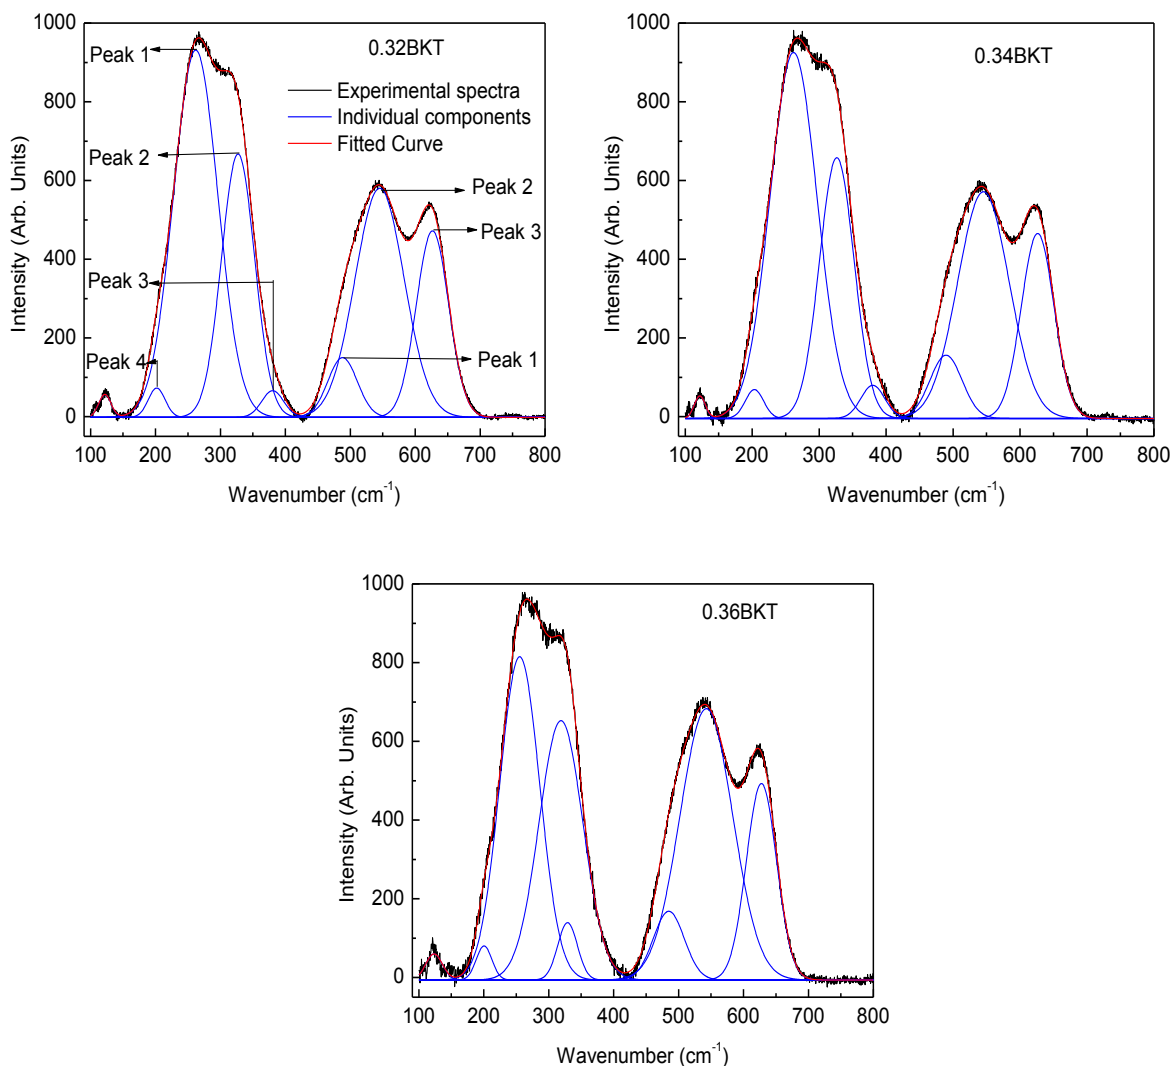 0.32BKT
Peak 1
Experimental spectra
Individual components
Fitted Curve
Peak 2
Peak 2
Peak 3
Peak 3
Peak 4
Peak 1
Intensity (Arb. Units)
1000
800
600
400
200
0
100 200 300 400 500 600 700 800
Wavenumber (cm⁻¹)
0.34BKT
Intensity (Arb. Units)
1000
800
600
400
200
0
100 200 300 400 500 600 700 800
Wavenumber (cm⁻¹)
0.36BKT
Intensity (Arb. Units)
1000
800
600
400
200
0
100 200 300 400 500 600 700 800
Wavenumber (cm⁻¹)